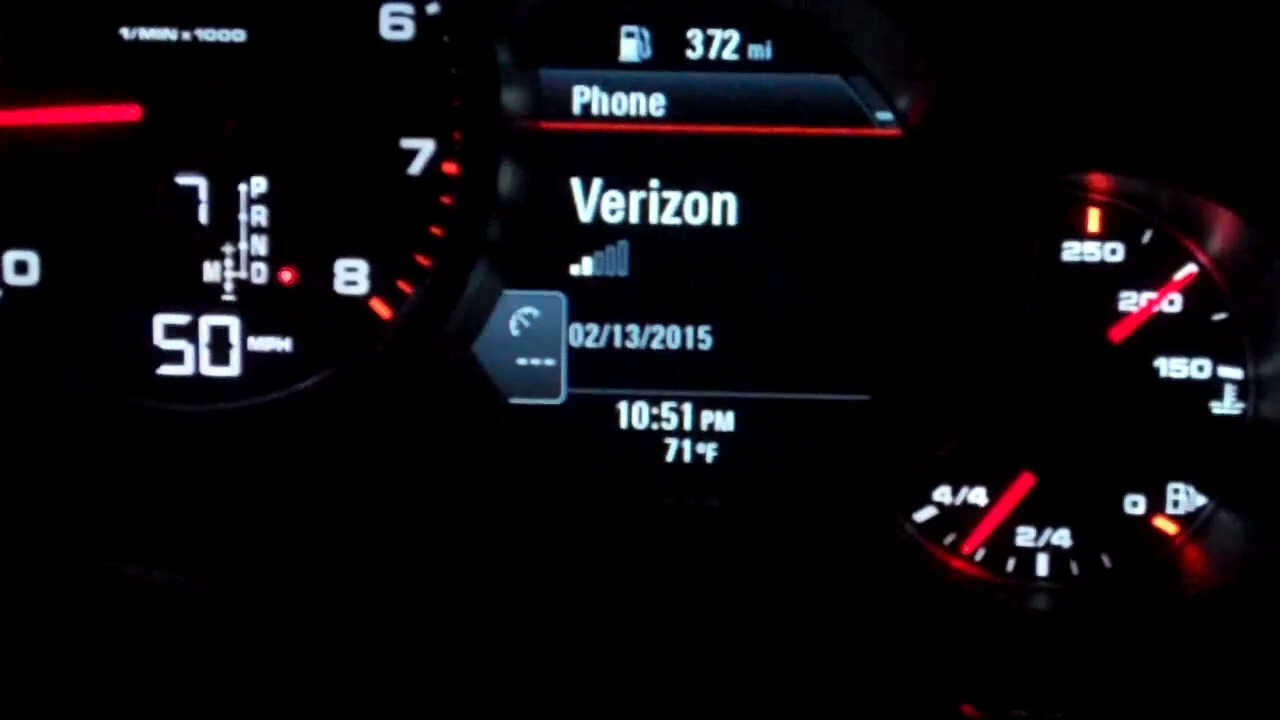 1/MIN x 1000
6
7
8
0
7
P
R
N
M D
+
−
50 MPH
372 mi
Phone
Verizon
02/13/2015
---
10:51 PM
71°F
250
200
150
4/4
2/4
0